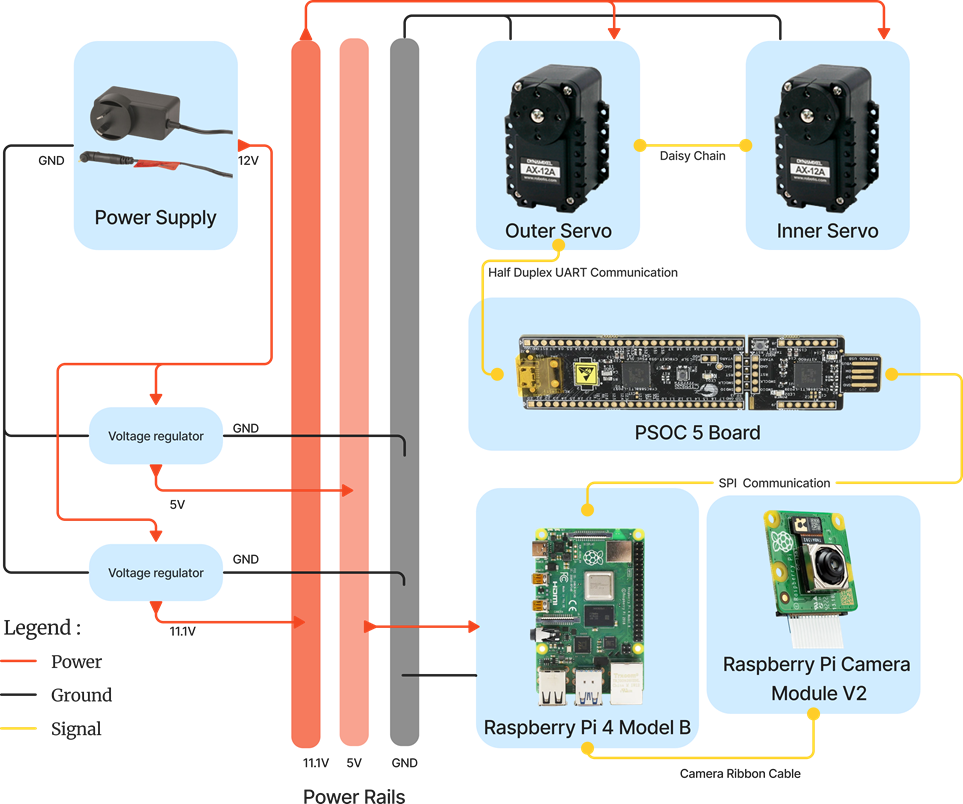 GND
12V
Power Supply
DYNAMIXEL
AX-12A
DYNAMIXEL
AX-12A
Daisy Chain
Outer Servo
Inner Servo
Half Duplex UART Communication
PSOC 5 Board
Voltage regulator
GND
5V
SPI Communication
Voltage regulator
GND
11.1V
HDMI
Legend :
Power
Ground
Signal
Raspberry Pi 4 Model B
Raspberry Pi Camera
Module V2
11.1V
5V
GND
Power Rails
Camera Ribbon Cable